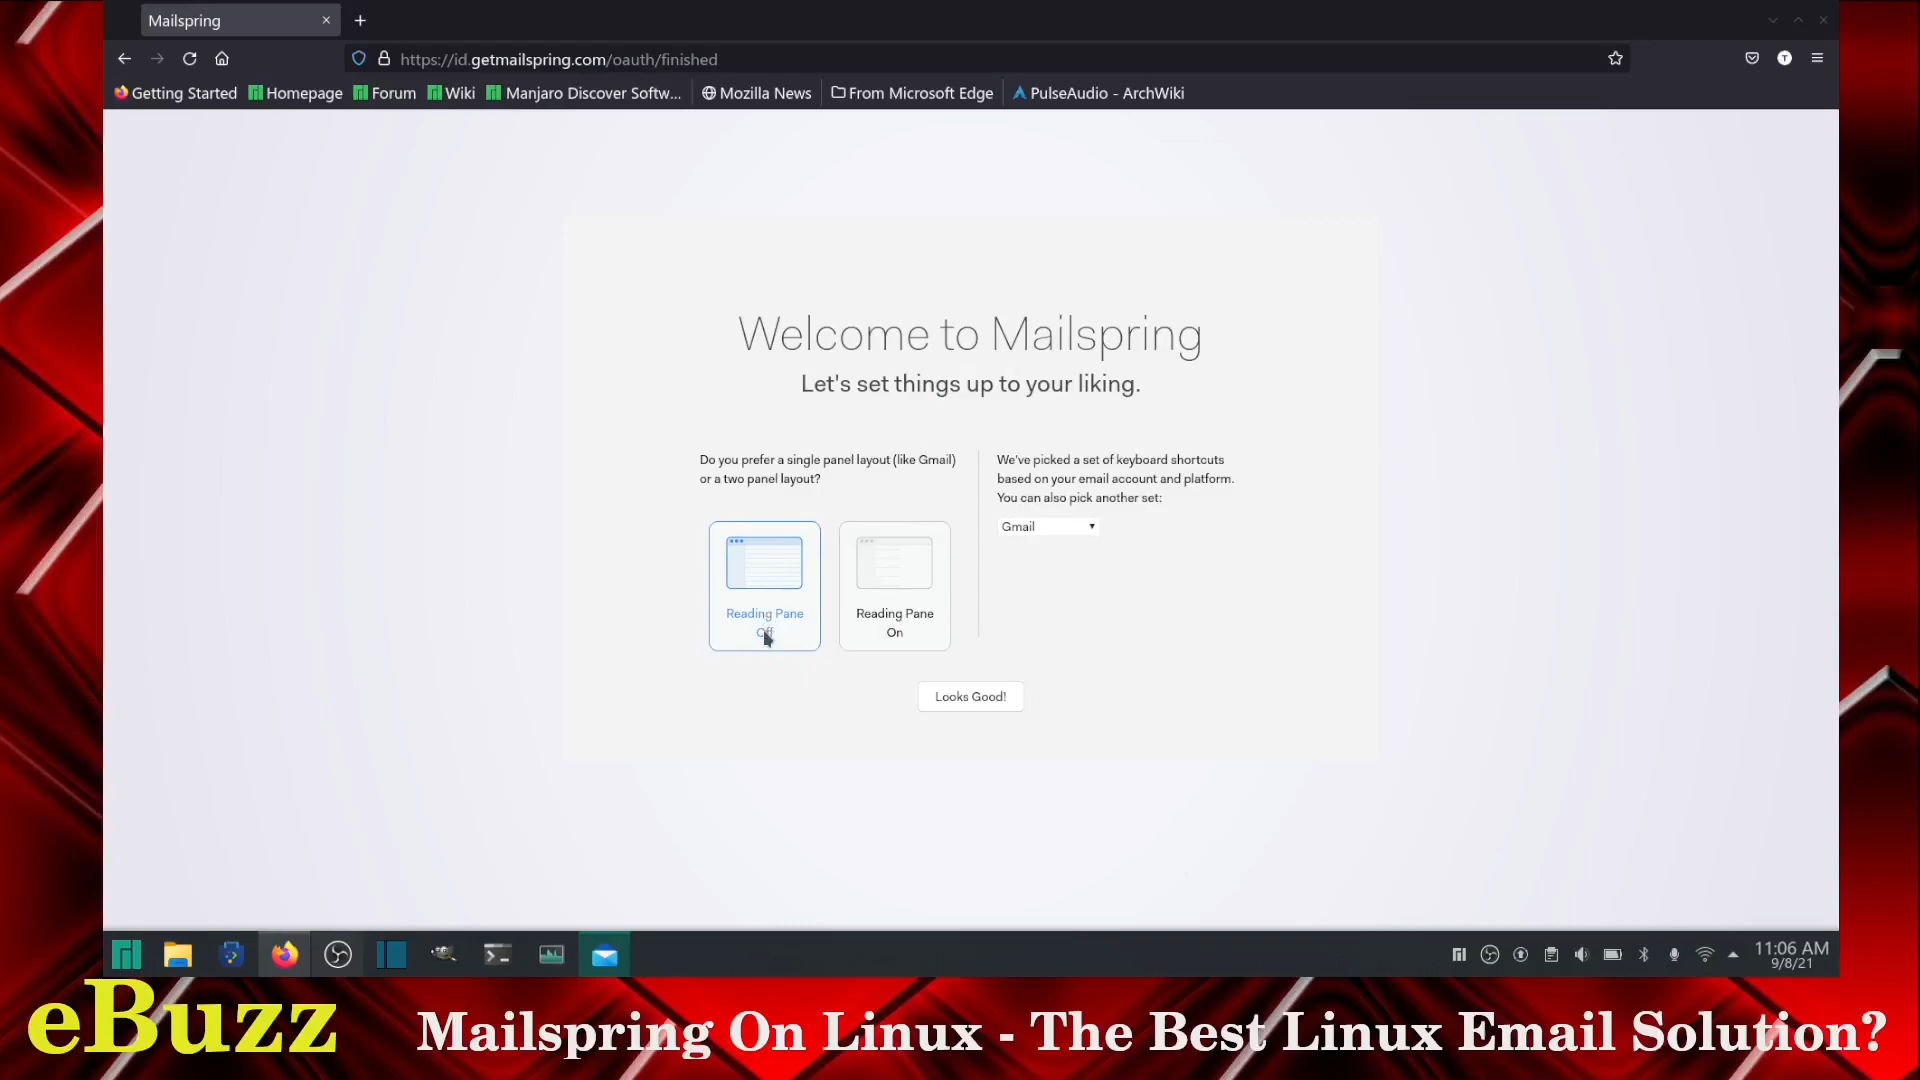 Mailspring
https://id.getmailspring.com/oauth/finished
T
Getting Started
Homepage
Forum
Wiki
Manjaro Discover Softw...
Mozilla News
From Microsoft Edge
PulseAudio - ArchWiki
Welcome to Mailspring
Let's set things up to your liking.
Do you prefer a single panel layout (like Gmail)
or a two panel layout?
Reading Pane
Off
Reading Pane
On
We've picked a set of keyboard shortcuts
based on your email account and platform.
You can also pick another set:
Gmail
Looks Good!
11:06 AM
9/8/21
eBuzz
Mailspring On Linux - The Best Linux Email Solution?